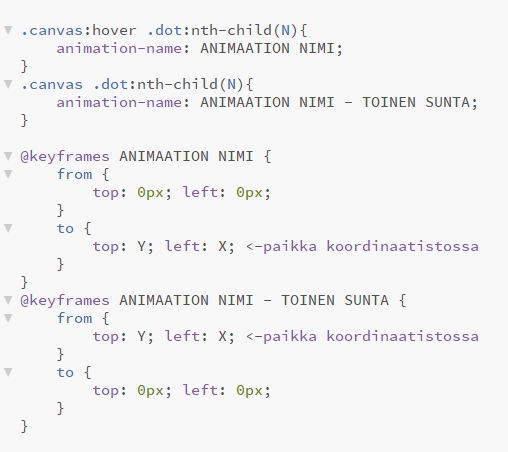 .canvas:hover .dot:nth-child(N){
    animation-name: ANIMAATION NIMI;
}
.canvas .dot:nth-child(N){
    animation-name: ANIMAATION NIMI - TOINEN SUNTA;
}

@keyframes ANIMAATION NIMI {
    from {
        top: 0px; left: 0px;
    }
    to {
        top: Y; left: X; <-paikka koordinaatistossa
    }
}
@keyframes ANIMAATION NIMI - TOINEN SUNTA {
    from {
        top: Y; left: X; <-paikka koordinaatistossa
    }
    to {
        top: 0px; left: 0px;
    }
}